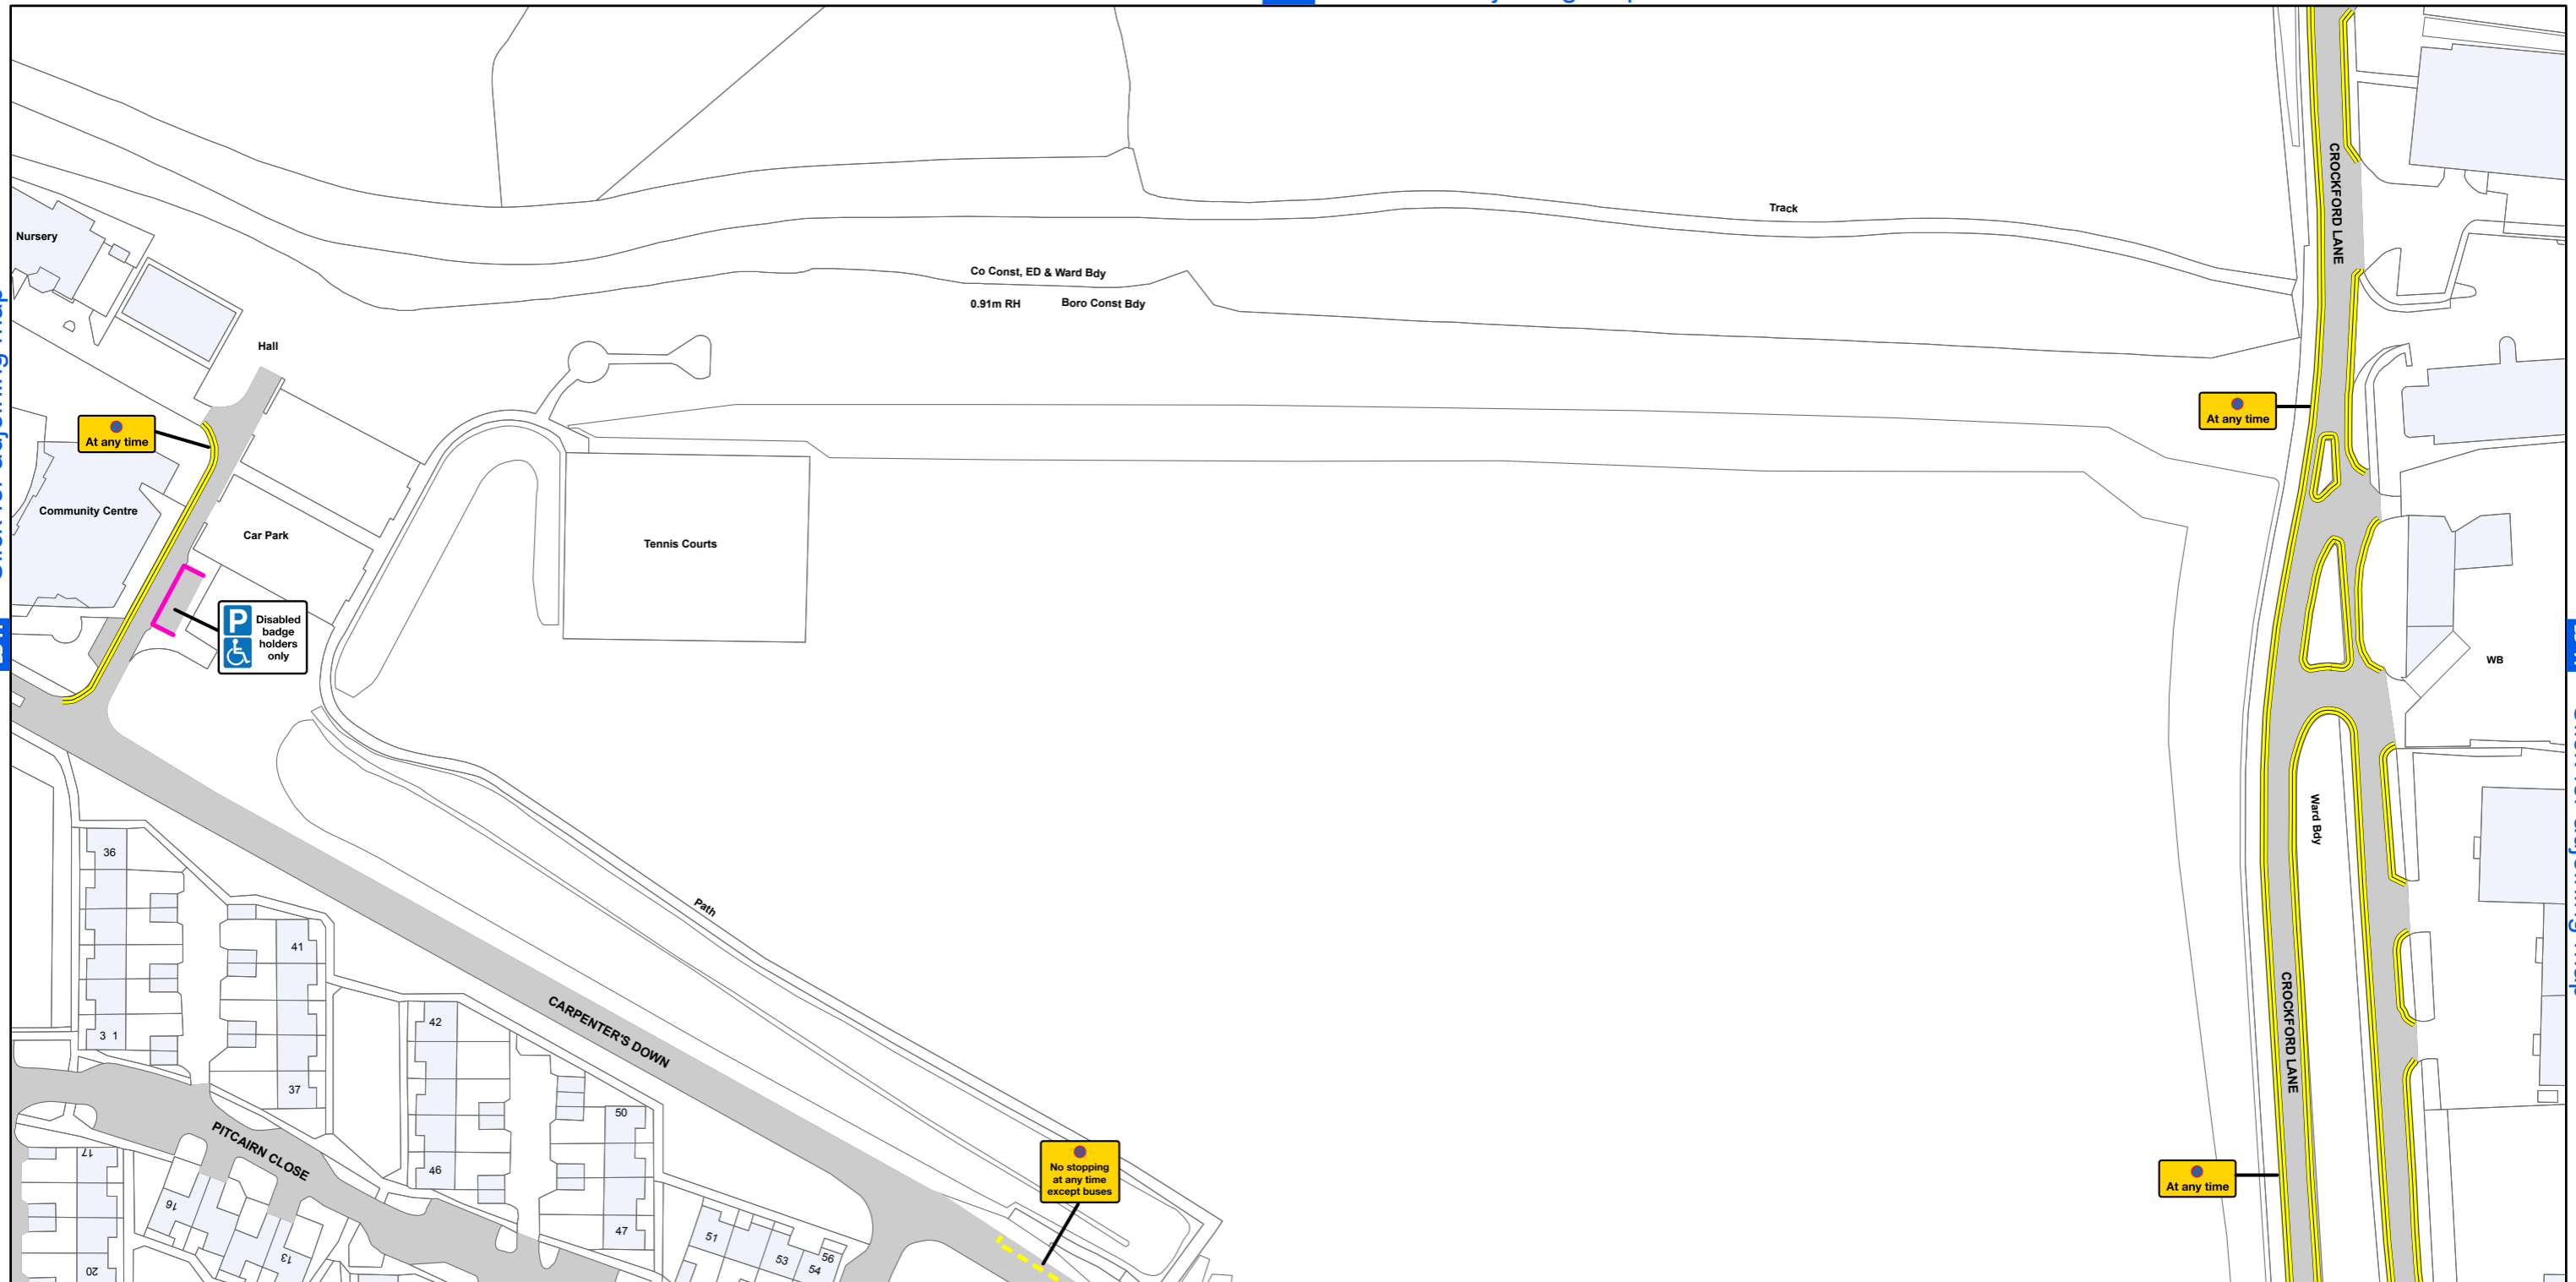 CROCKFORD LANE
Track
Nursery
Co Const, ED & Ward Bdy
0.91m RH
Boro Const Bdy
Hall
At any time
At any time
Community Centre
Car Park
Tennis Courts
P
Disabled
badge
holders
only
WB
Ward Bdy
36
Path
41
CARPENTER'S DOWN
CROCKFORD LANE
42
3 1
37
50
PITCAIRN CLOSE
No stopping
at any time
except buses
17
46
At any time
16
47
51
13
53
56
54
20